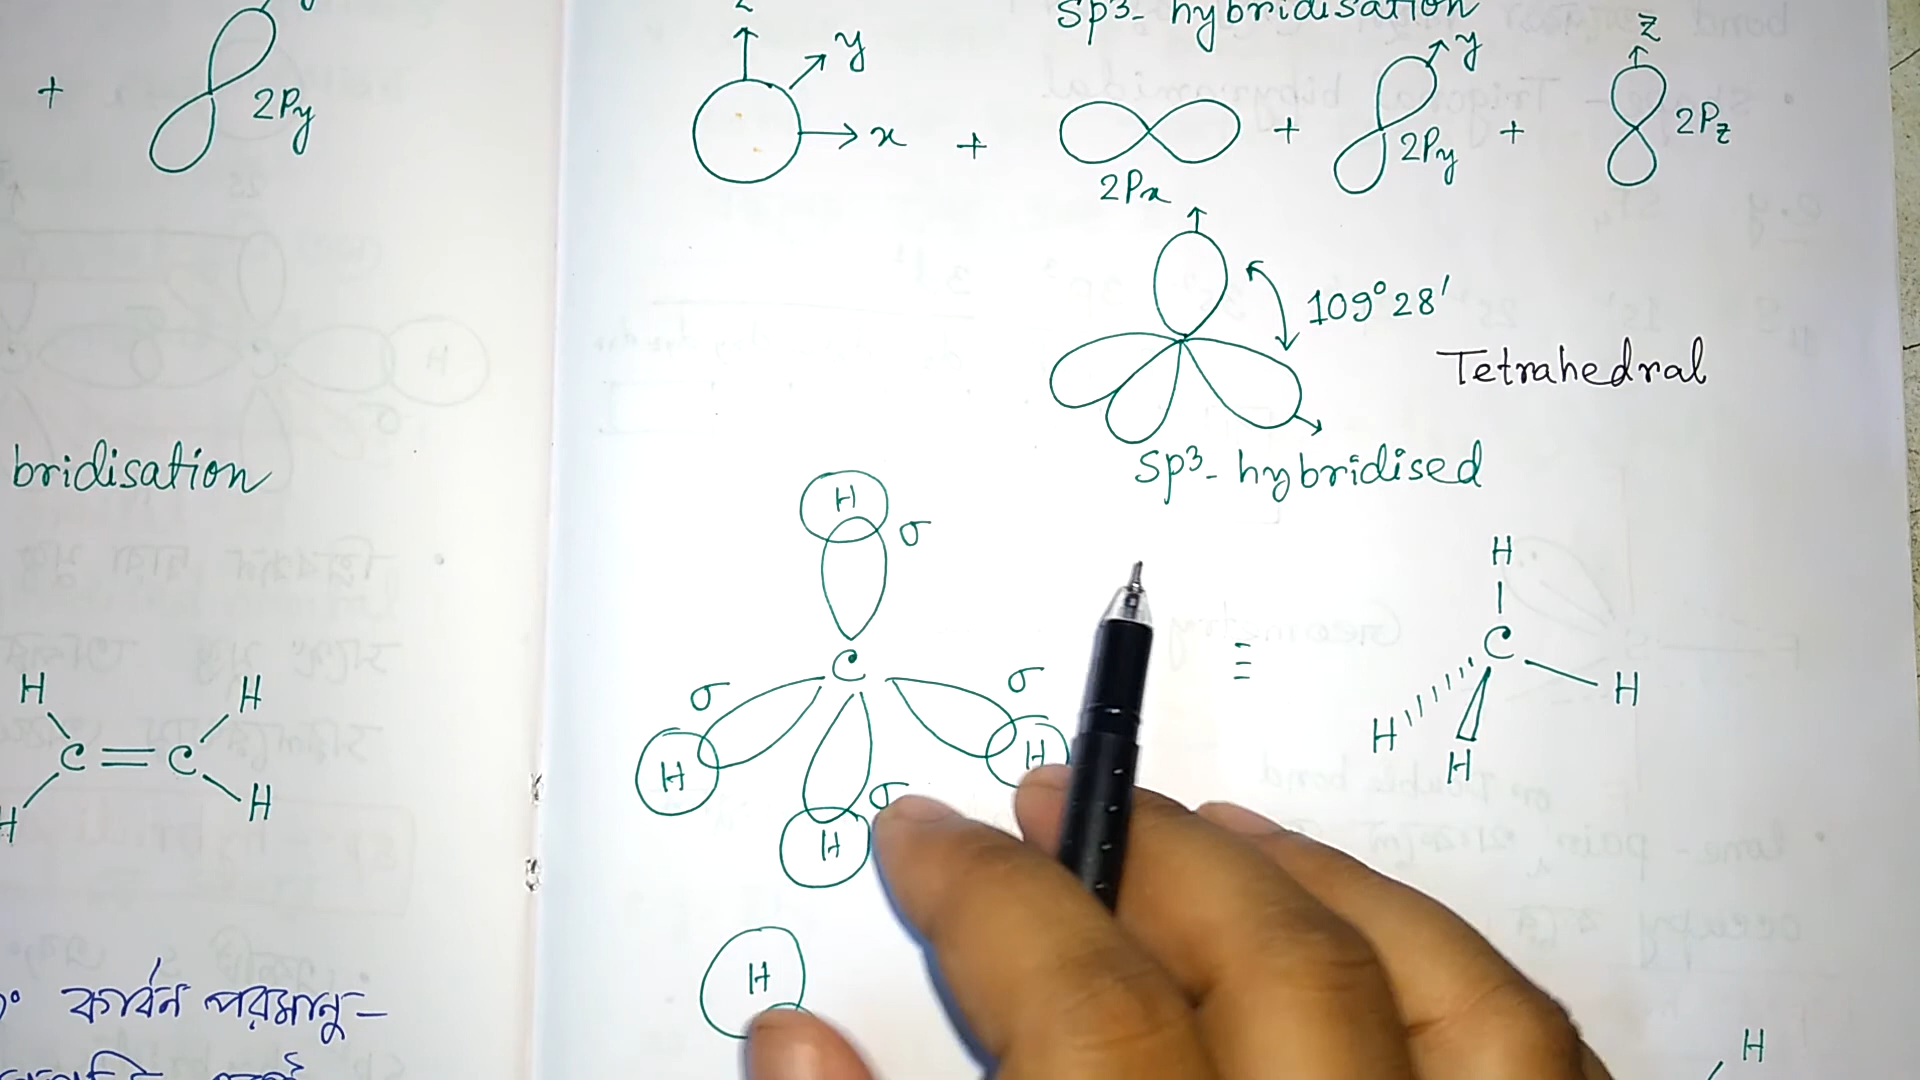 Sp3- hybridisation
z
y
x
+
2Px
+
y
2Py
+
z
2Pz
+
2Py
109°28'
Tetrahedral
Sp3- hybridised
bridisation
H
σ
C
σ
σ
H
H
σ
H
≡
H
C
H
H
H
H
H
C = C
H
H
H
H
কার্বন পরমানু-